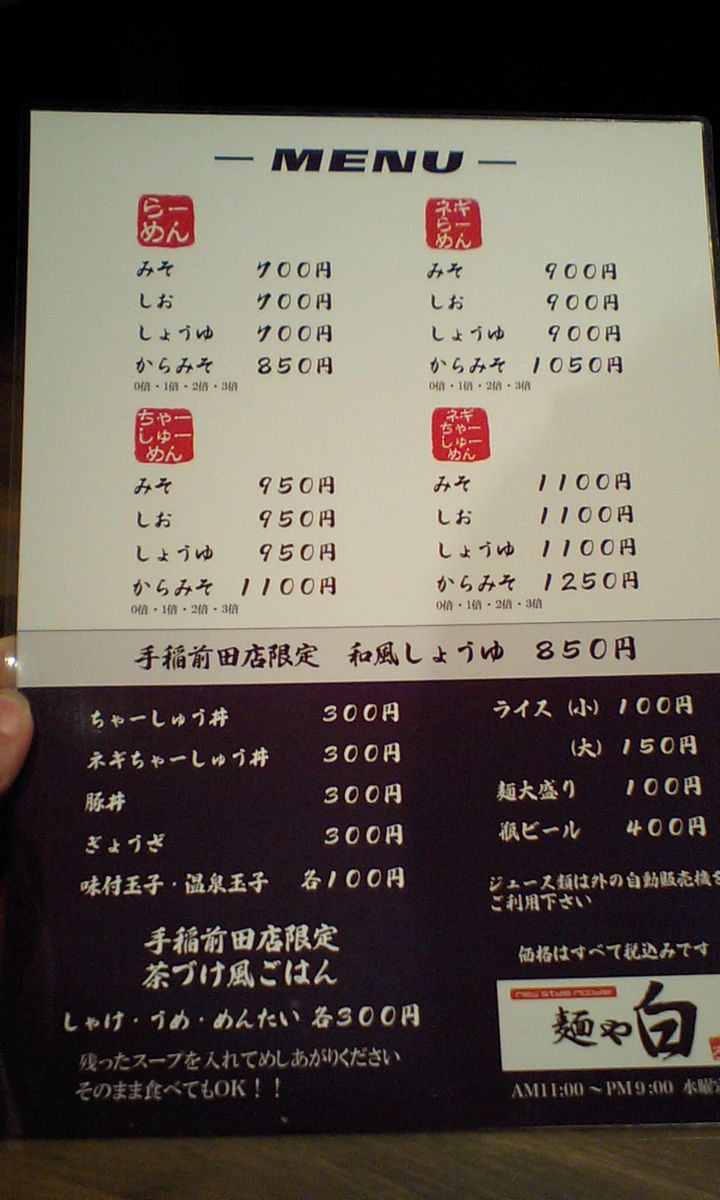 MENU
らーめん
みそ 700円
しお 700円
しょうゆ 700円
からみそ 850円
0倍・1倍・2倍・3倍
ネギらーめん
みそ 900円
しお 900円
しょうゆ 900円
からみそ 1050円
0倍・1倍・2倍・3倍
ちゃーしゅーめん
みそ 950円
しお 950円
しょうゆ 950円
からみそ 1100円
0倍・1倍・2倍・3倍
ネギちゃーしゅーめん
みそ 1100円
しお 1100円
しょうゆ 1100円
からみそ 1250円
0倍・1倍・2倍・3倍
手稲前田店限定 和風しょうゆ 850円
ちゃーしゅう丼 300円
ネギちゃーしゅう丼 300円
豚丼 300円
ぎょうざ 300円
味付玉子・温泉玉子 各100円
手稲前田店限定
茶づけ風ごはん
しゃけ・うめ・めんたい 各300円
残ったスープを入れてめしあがりください
そのまま食べてもOK！！
ライス (小) 100円
(大) 150円
麺大盛り 100円
瓶ビール 400円
ジュース類は外の自動販売機を
ご利用下さい
価格はすべて税込みです
new style noodle
麺や白
AM11:00～PM9:00 水曜